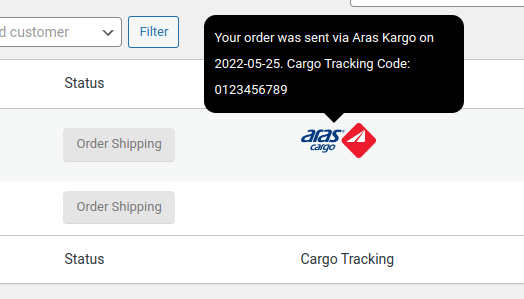 d customer
Filter
Your order was sent via Aras Kargo on
2022-05-25. Cargo Tracking Code:
0123456789
Status
Order Shipping
aras
cargo
Order Shipping
Status
Cargo Tracking